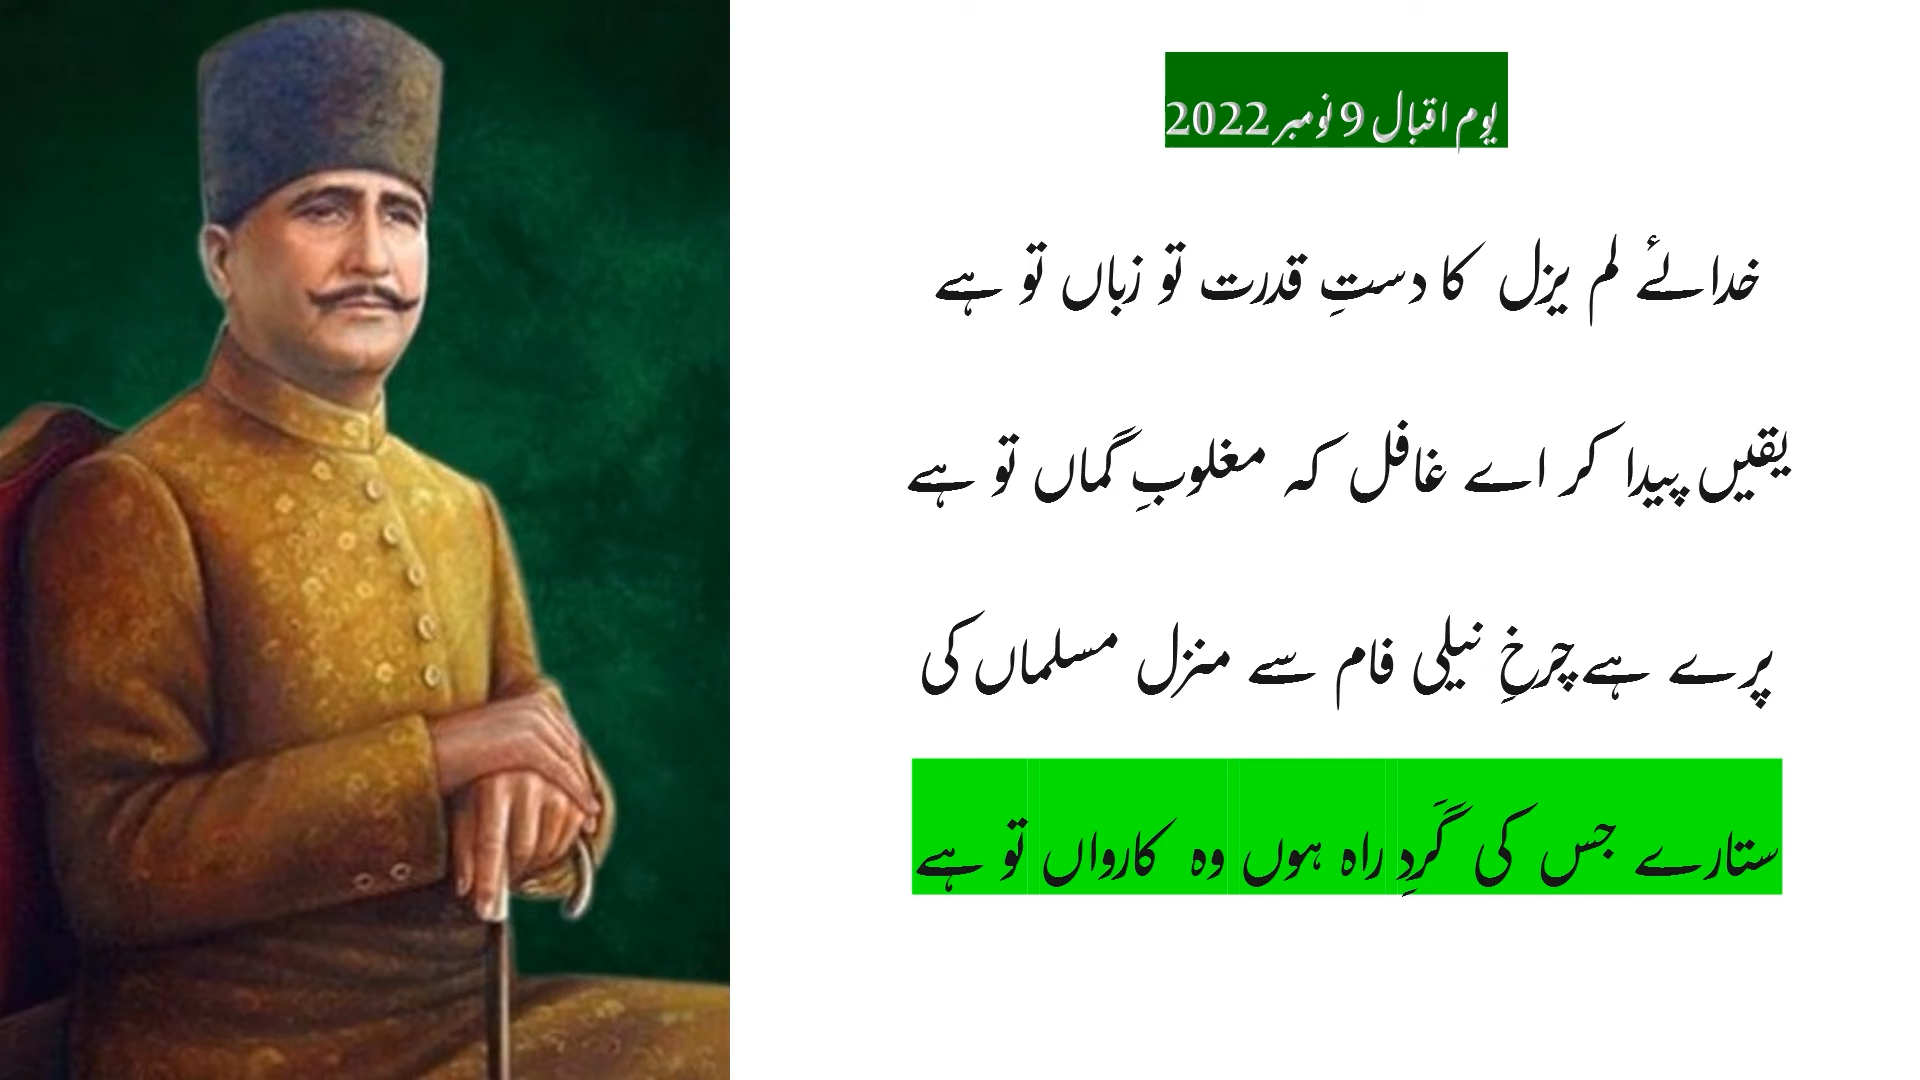 یوم اقبال 9 نومبر 2022
خدائے لم یزل کا دستِ قدرت تو زباں تو ہے
یقیں پیدا کر اے غافل کہ مغلوبِ گماں تو ہے
پرے ہے چرخِ نیلی فام سے منزل مسلماں کی
ستارے جس کی گَردِ راہ ہوں وہ کارواں تو ہے